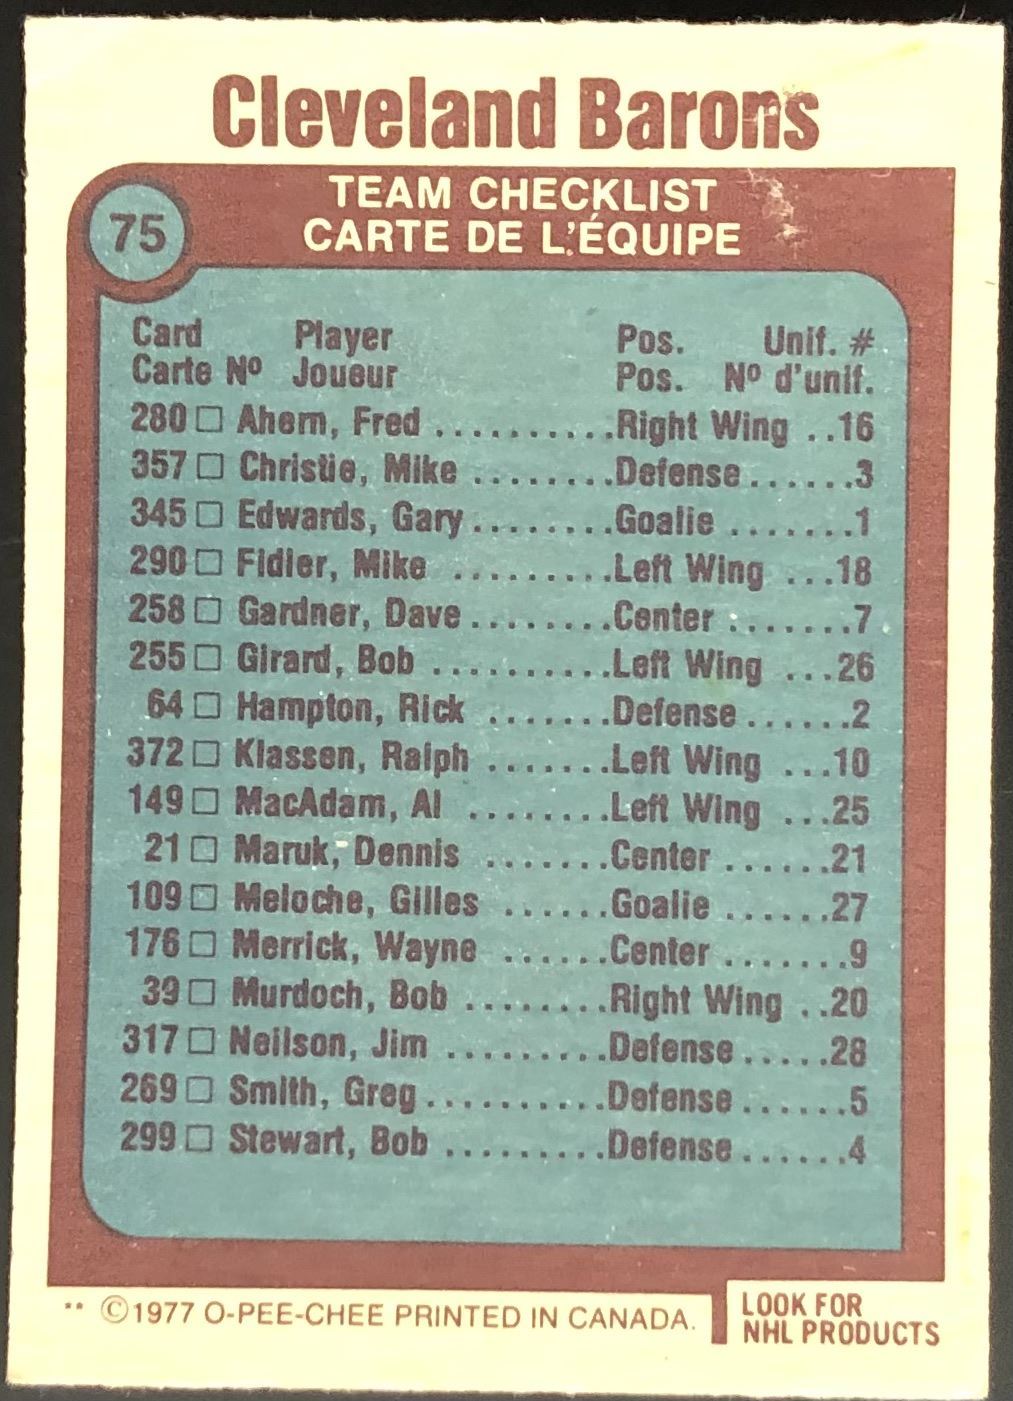 Cleveland Barons
TEAM CHECKLIST
75
CARTE DE L'ÉQUIPE
Card Player Pos. Unif. #
Carte Nº Joueur Pos. Nº d'unif.
280 □ Ahern, Fred ..........Right Wing ..16
357 □ Christie, Mike ........Defense......3
345 □ Edwards, Gary........Goalie .......1
290 □ Fidler, Mike .........Left Wing ...18
258 □ Gardner, Dave........Center .......7
255 □ Girard, Bob ..........Left Wing ...26
64 □ Hampton, Rick .......Defense......2
372 □ Klassen, Ralph .......Left Wing ...10
149 □ MacAdam, Al ........Left Wing ...25
21 □ Maruk, Dennis .......Center ......21
109 □ Meloche, Gilles ......Goalie ......27
176 □ Merrick, Wayne ......Center .......9
39 □ Murdoch, Bob ........Right Wing ..20
317 □ Neilson, Jim .........Defense.....28
269 □ Smith, Greg..........Defense......5
299 □ Stewart, Bob .........Defense......4
** ©1977 O-PEE-CHEE PRINTED IN CANADA.
LOOK FOR
NHL PRODUCTS